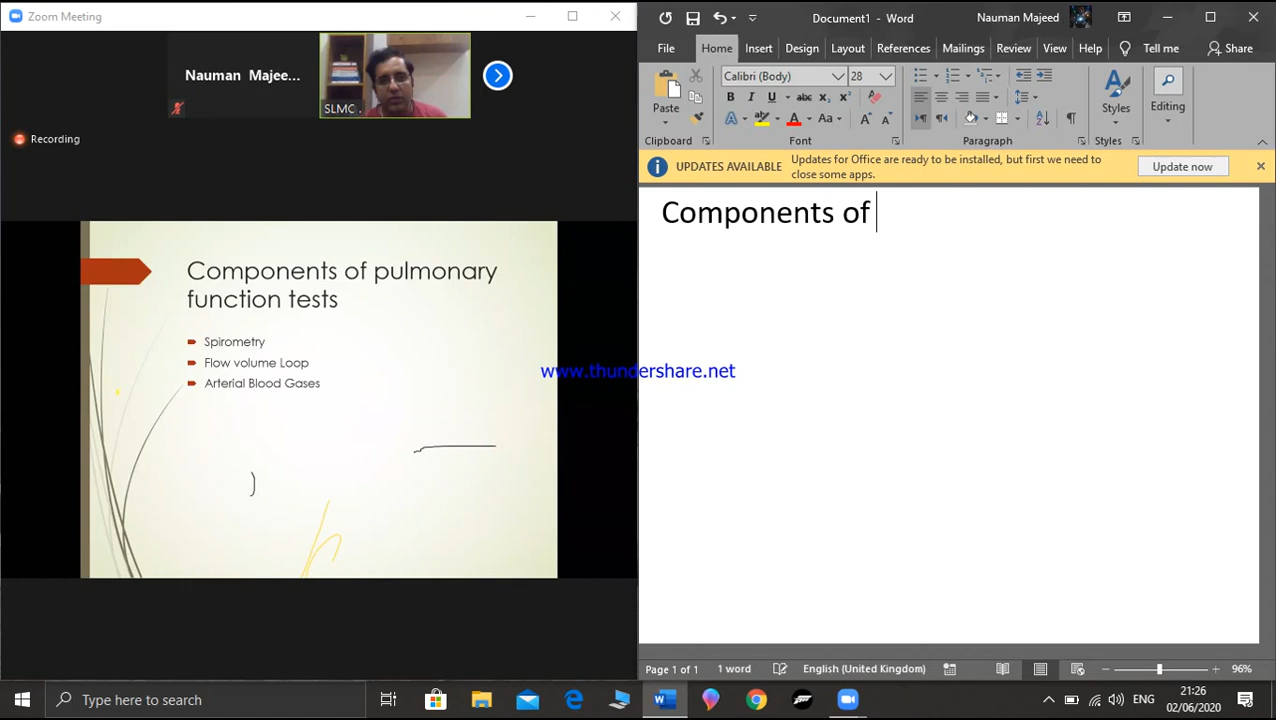 Zoom Meeting
Nauman Majee...
SLMC .
Recording
Components of pulmonary
function tests
Spirometry
Flow volume Loop
Arterial Blood Gases
www.thundershare.net
Document1 - Word
Nauman Majeed
File Home Insert Design Layout References Mailings Review View Help Tell me Share
Calibri (Body) 28
Paste
B I U abc x₂ x²
A A Aa A A
Styles
Editing
Clipboard Font Paragraph Styles
UPDATES AVAILABLE Updates for Office are ready to be installed, but first we need to
close some apps.
Update now
Components of
Page 1 of 1 1 word English (United Kingdom) 96%
Type here to search
ENG
21:26
02/06/2020